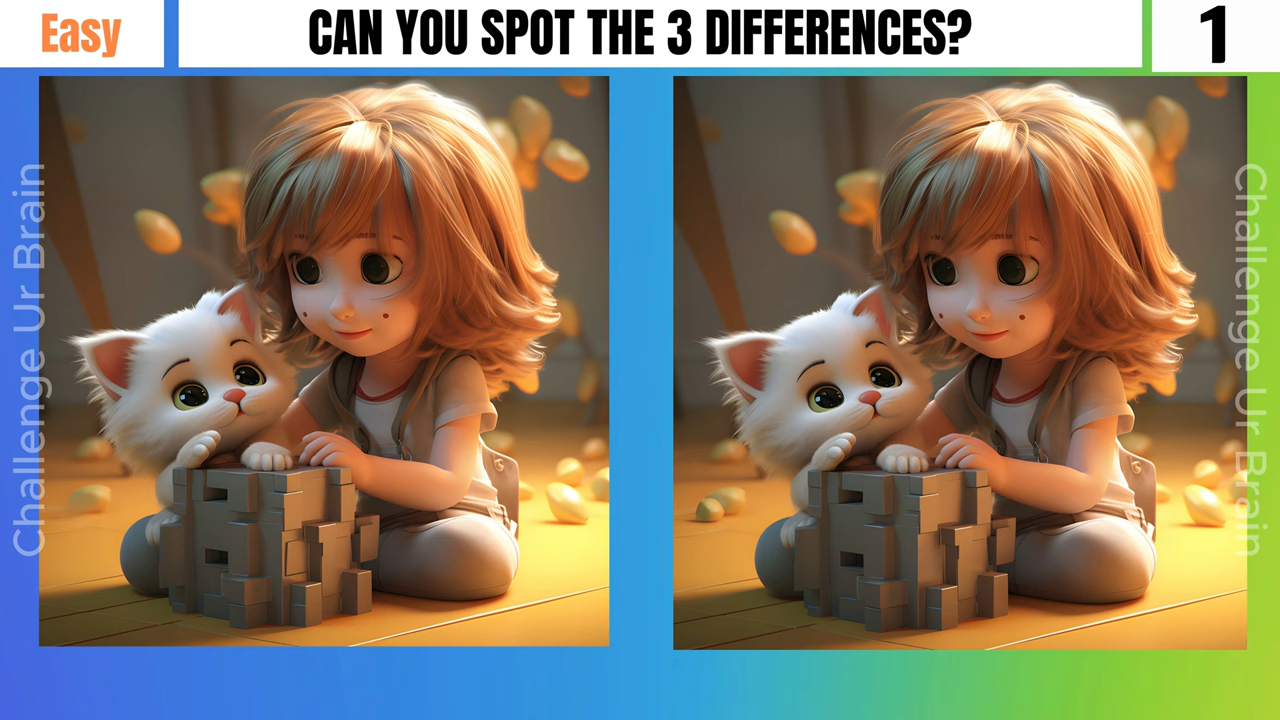 Easy
CAN YOU SPOT THE 3 DIFFERENCES?
1
Challenge Ur Brain
Challenge Ur Brain